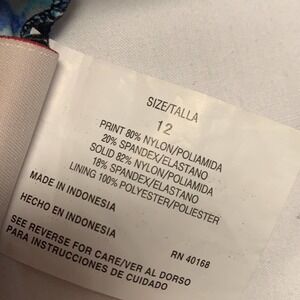 SIZE/TALLA
12
PRINT 80% NYLON/POLIAMIDA
20% SPANDEX/ELASTANO
SOLID 82% NYLON/POLIAMIDA
18% SPANDEX/ELASTANO
LINING 100% POLYESTER/POLIESTER
MADE IN INDONESIA
HECHO EN INDONESIA
RN 40168
SEE REVERSE FOR CARE/VER AL DORSO
PARA INSTRUCCIONES DE CUIDADO